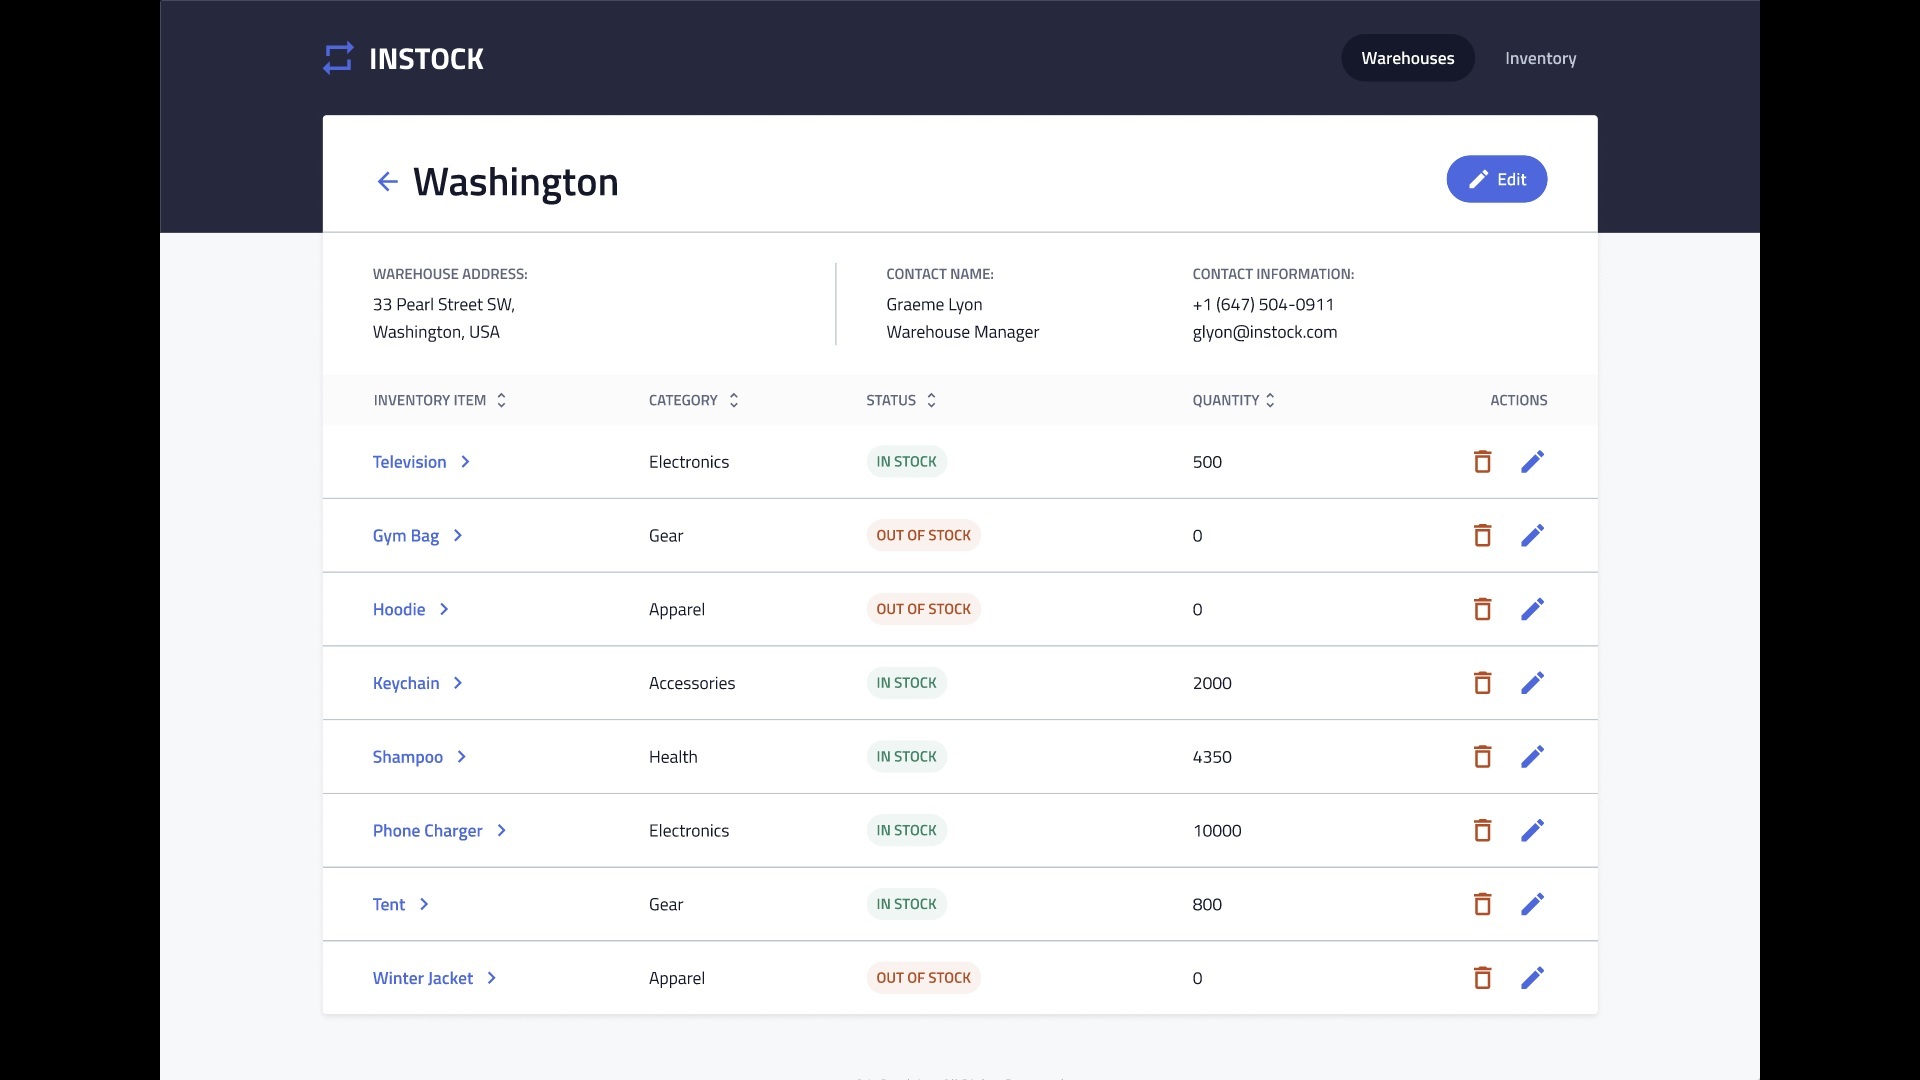 INSTOCK
Warehouses Inventory
Washington
Edit
WAREHOUSE ADDRESS: CONTACT NAME: CONTACT INFORMATION:
33 Pearl Street SW, Graeme Lyon +1 (647) 504-0911
Washington, USA Warehouse Manager glyon@instock.com
INVENTORY ITEM CATEGORY STATUS QUANTITY ACTIONS
Television Electronics IN STOCK 500
Gym Bag Gear OUT OF STOCK 0
Hoodie Apparel OUT OF STOCK 0
Keychain Accessories IN STOCK 2000
Shampoo Health IN STOCK 4350
Phone Charger Electronics IN STOCK 10000
Tent Gear IN STOCK 800
Winter Jacket Apparel OUT OF STOCK 0